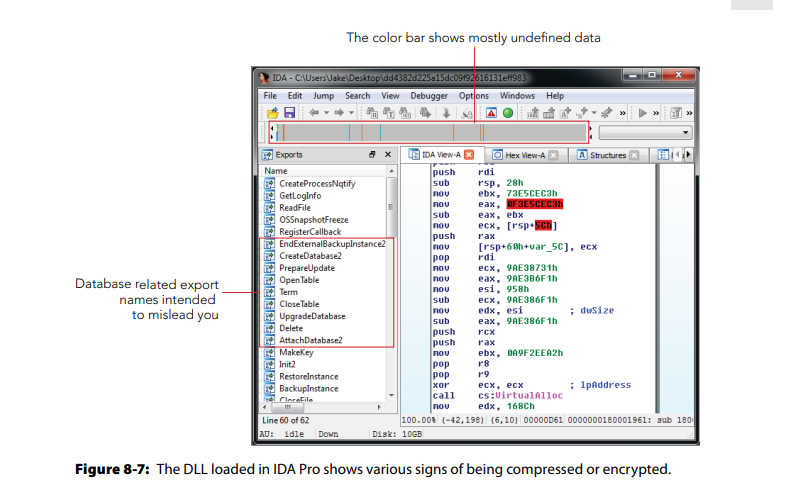 The color bar shows mostly undefined data
IDA - C:\Users\Jake\Desktop\dd4382d225a15dc09f92616131eff983
File Edit Jump Search View Debugger Options Windows Help
Exports
IDA View-A
Hex View-A
Structures
Name
CreateProcessNqtify
GetLogInfo
ReadFile
OSSnapshotFreeze
RegisterCallback
EndExternalBackupInstance2
CreateDatabase2
PrepareUpdate
OpenTable
Term
CloseTable
UpgradeDatabase
Delete
AttachDatabase2
MakeKey
Init2
RestoreInstance
BackupInstance
CloseFile
Line 60 of 62
Database related export
names intended
to mislead you
push rdi
sub rsp, 28h
mov ebx, 73E5CEC3h
mov eax, 0F3E5CEC3h
sub eax, ebx
mov ecx, [rsp+5Ch]
push rax
mov [rsp+60h+var_5C], ecx
pop rdi
mov ecx, 9AE38731h
mov eax, 9AE3B6F1h
mov esi, 958h
sub ecx, 9AE386F1h
mov edx, esi ; dwSize
sub eax, 9AE386F1h
push rcx
push rax
mov ebx, 0A9F2EEA2h
pop r8
pop r9
xor ecx, ecx ; lpAddress
call cs:VirtualAlloc
mov edx, 168Ch
100.00% (-42,198) (6,10) 00000D61 0000000180001961: sub 180
AU: idle Down Disk: 10GB
Figure 8-7: The DLL loaded in IDA Pro shows various signs of being compressed or encrypted.